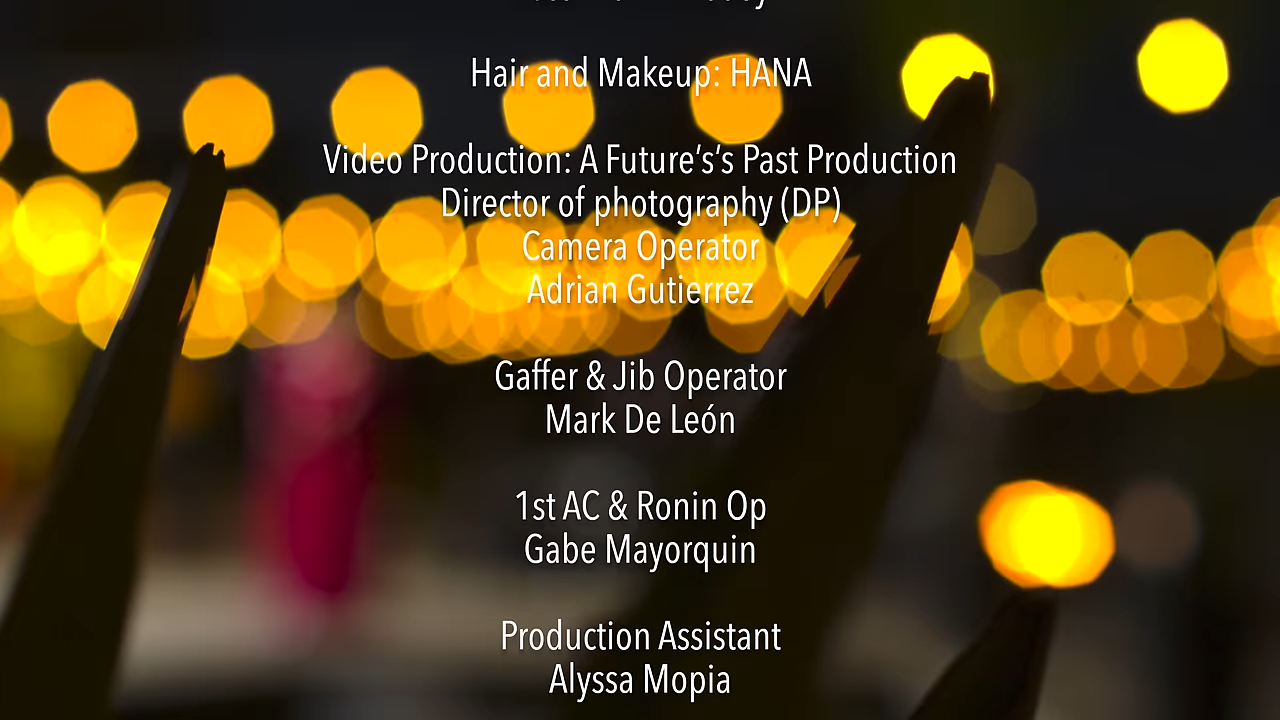 Hair and Makeup: HANA
Video Production: A Future’s’s Past Production
Director of photography (DP)
Camera Operator
Adrian Gutierrez
Gaffer & Jib Operator
Mark De León
1st AC & Ronin Op
Gabe Mayorquin
Production Assistant
Alyssa Mopia